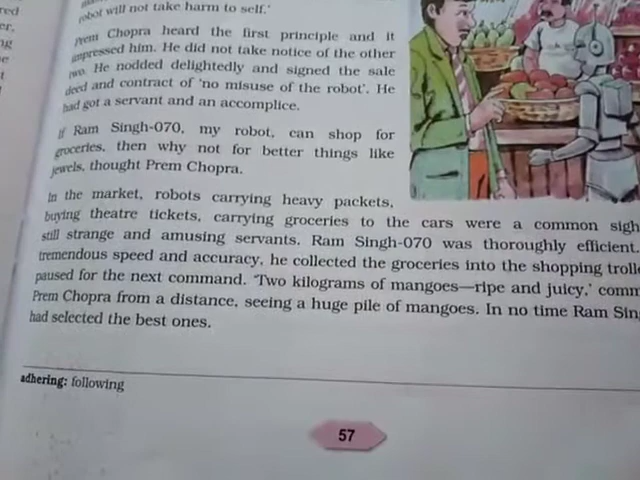 robot will not take harm to self.'
Prem Chopra heard the first principle and it
impressed him. He did not take notice of the other
two. He nodded delightedly and signed the sale
deed and contract of 'no misuse of the robot'. He
had got a servant and an accomplice.
If Ram Singh-070, my robot, can shop for
groceries, then why not for better things like
jewels, thought Prem Chopra.
In the market, robots carrying heavy packets,
buying theatre tickets, carrying groceries to the cars were a common sigh
still strange and amusing servants. Ram Singh-070 was thoroughly efficient.
tremendous speed and accuracy, he collected the groceries into the shopping troll
paused for the next command. 'Two kilograms of mangoes—ripe and juicy,' comm
Prem Chopra from a distance, seeing a huge pile of mangoes. In no time Ram Sin
had selected the best ones.
adhering: following
57